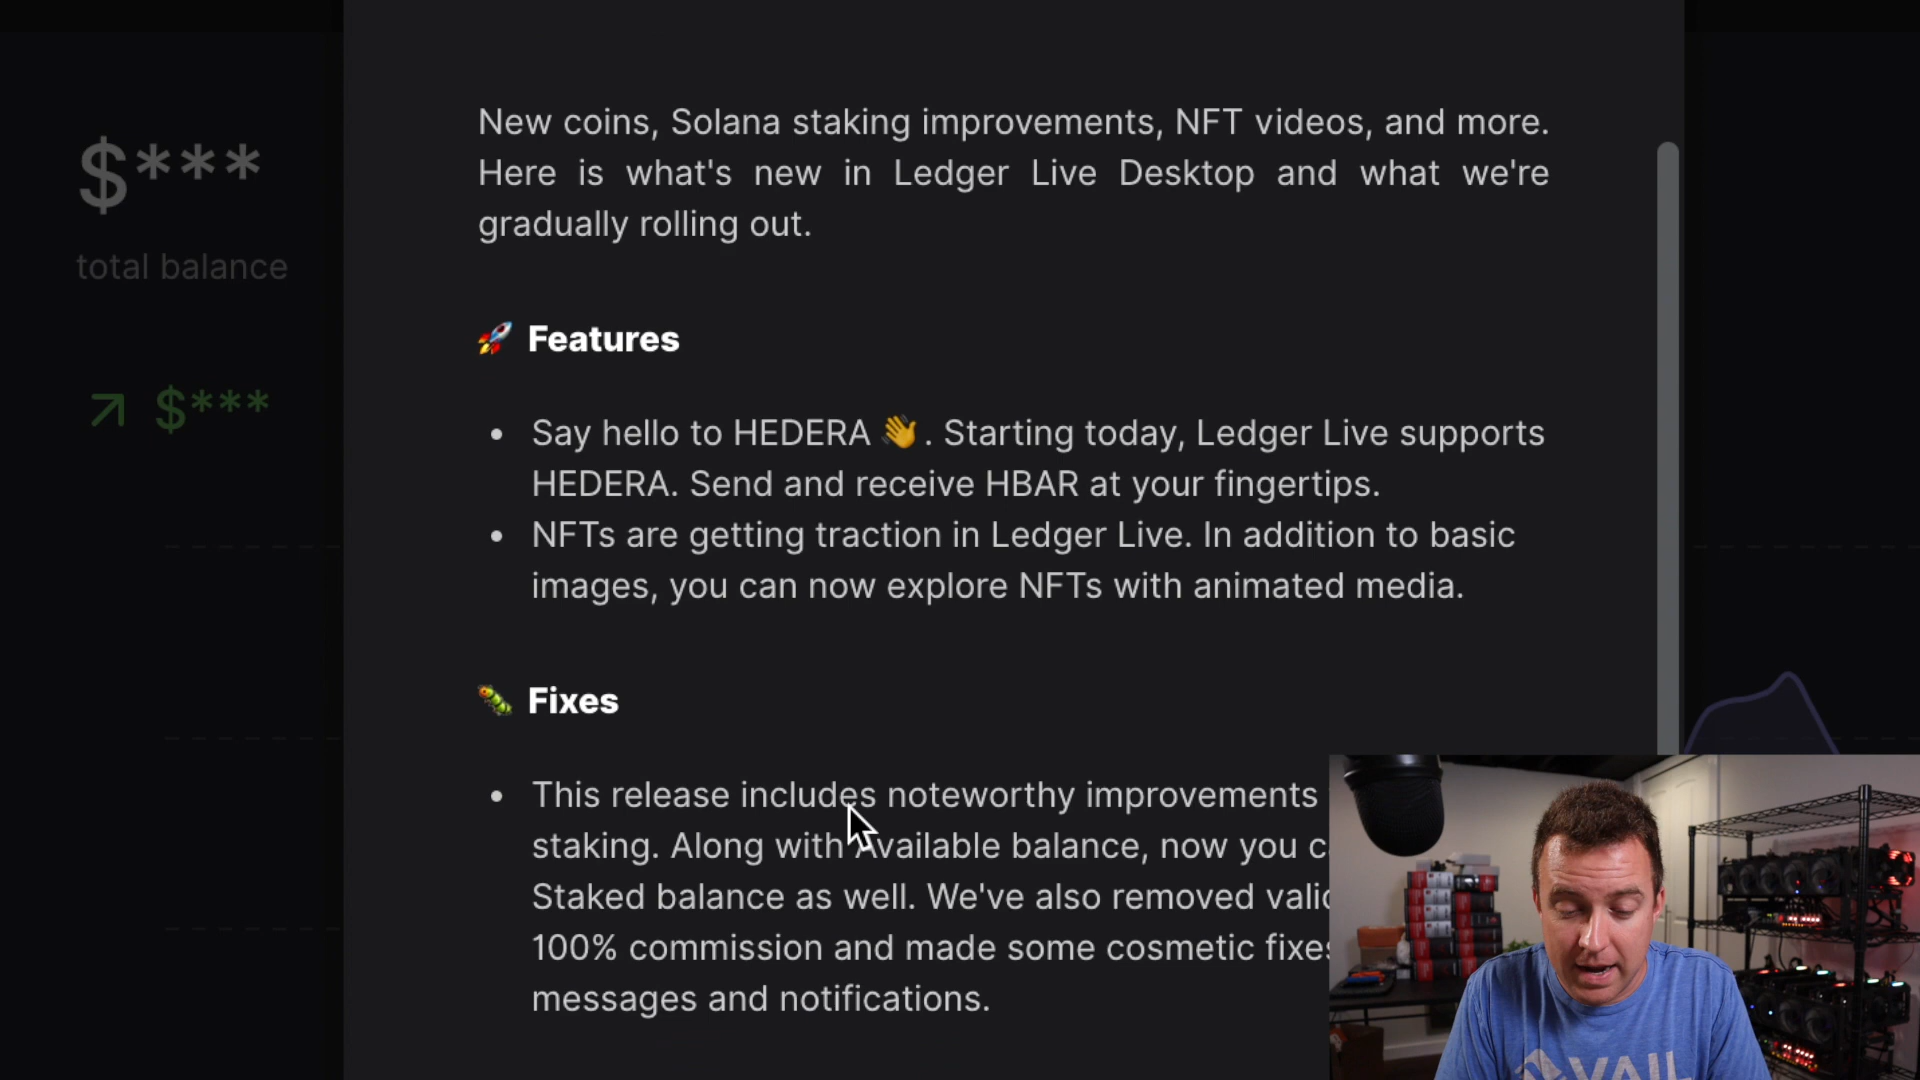 New coins, Solana staking improvements, NFT videos, and more.
Here is what's new in Ledger Live Desktop and what we're
gradually rolling out.
$***
total balance
🚀 Features
$***
• Say hello to HEDERA 👋. Starting today, Ledger Live supports
HEDERA. Send and receive HBAR at your fingertips.
• NFTs are getting traction in Ledger Live. In addition to basic
images, you can now explore NFTs with animated media.
🐛 Fixes
• This release includes noteworthy improvements
staking. Along with Available balance, now you
Staked balance as well. We've also removed
100% commission and made some cosmetic fixes
messages and notifications.
VAIL